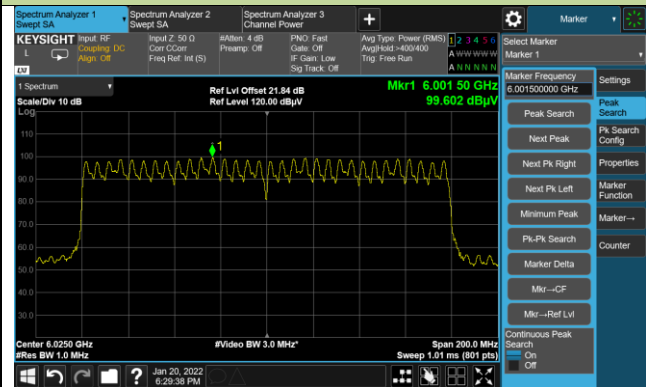 Spectrum Analyzer 1
Swept SA
Spectrum Analyzer 2
Swept SA
Spectrum Analyzer 3
Channel Power
+
Marker
KEYSIGHT
L
Input: RF
Coupling: DC
Align: Off
Input Z: 50 Ω
Corr CCorr
Freq Ref: Int (S)
#Atten: 4 dB
Preamp: Off
PNO: Fast
Gate: Off
IF Gain: Low
Sig Track: Off
Avg Type: Power (RMS)
Avg|Hold:>400/400
Trig: Free Run
1 2 3 4 5 6
A W W W W W
A N N N N N
Select Marker
Marker 1
1 Spectrum
Scale/Div 10 dB
Log
Ref Lvl Offset 21.84 dB
Ref Level 120.00 dBµV
Mkr1 6.001 50 GHz
99.602 dBµV
110
100
90.0
80.0
70.0
60.0
50.0
40.0
30.0
1
Center 6.0250 GHz
#Res BW 1.0 MHz
#Video BW 3.0 MHz*
Span 200.0 MHz
Sweep 1.01 ms (801 pts)
Marker Frequency
6.001500000 GHz
Peak Search
Next Peak
Next Pk Right
Next Pk Left
Minimum Peak
Pk-Pk Search
Marker Delta
Mkr→CF
Mkr→Ref Lvl
Continuous Peak
Search
On
Off
Settings
Peak
Search
Pk Search
Config
Properties
Marker
Function
Marker→
Counter
?
Jan 20, 2022
6:29:38 PM